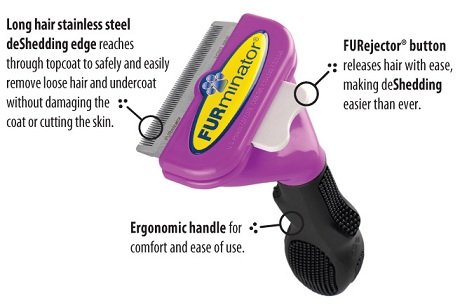 Long hair stainless steel
deShedding edge reaches
through topcoat to safely and easily
remove loose hair and undercoat
without damaging the
coat or cutting the skin.
FURminator®
FURejector® button
releases hair with ease,
making deShedding
easier than ever.
Ergonomic handle for
comfort and ease of use.